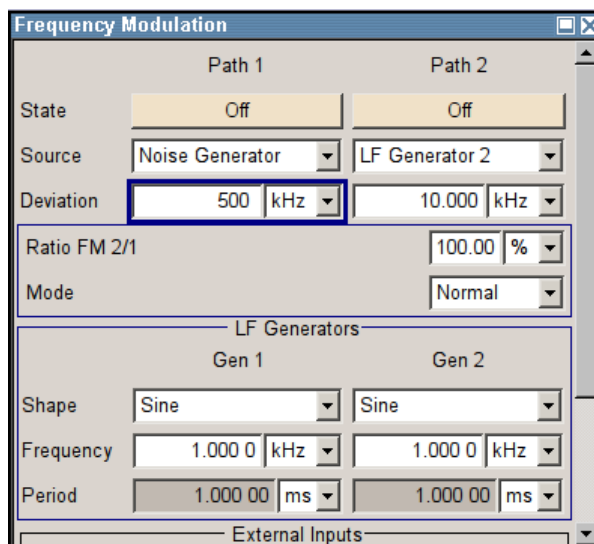 Frequency Modulation
Path 1 Path 2
State Off Off
Source Noise Generator LF Generator 2
Deviation 500 kHz 10.000 kHz
Ratio FM 2/1 100.00 %
Mode Normal
LF Generators
Gen 1 Gen 2
Shape Sine Sine
Frequency 1.000 0 kHz 1.000 0 kHz
Period 1.000 00 ms 1.000 00 ms
External Inputs